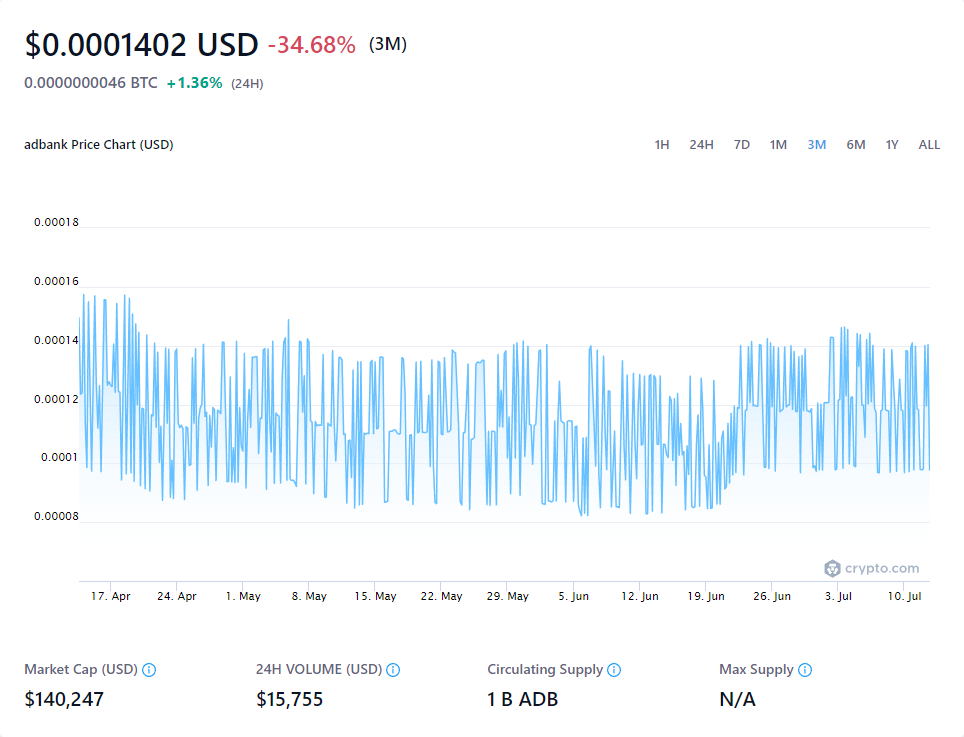 $0.0001402 USD -34.68% (3M)
0.0000000046 BTC +1.36% (24H)
adbank Price Chart (USD) 1H 24H 7D 1M 3M 6M 1Y ALL
0.00018
0.00016
0.00014
0.00012
0.0001
0.00008
crypto.com
17. Apr 24. Apr 1. May 8. May 15. May 22. May 29. May 5. Jun 12. Jun 19. Jun 26. Jun 3. Jul 10. Jul
Market Cap (USD) 24H VOLUME (USD) Circulating Supply Max Supply
$140,247 $15,755 1 B ADB N/A